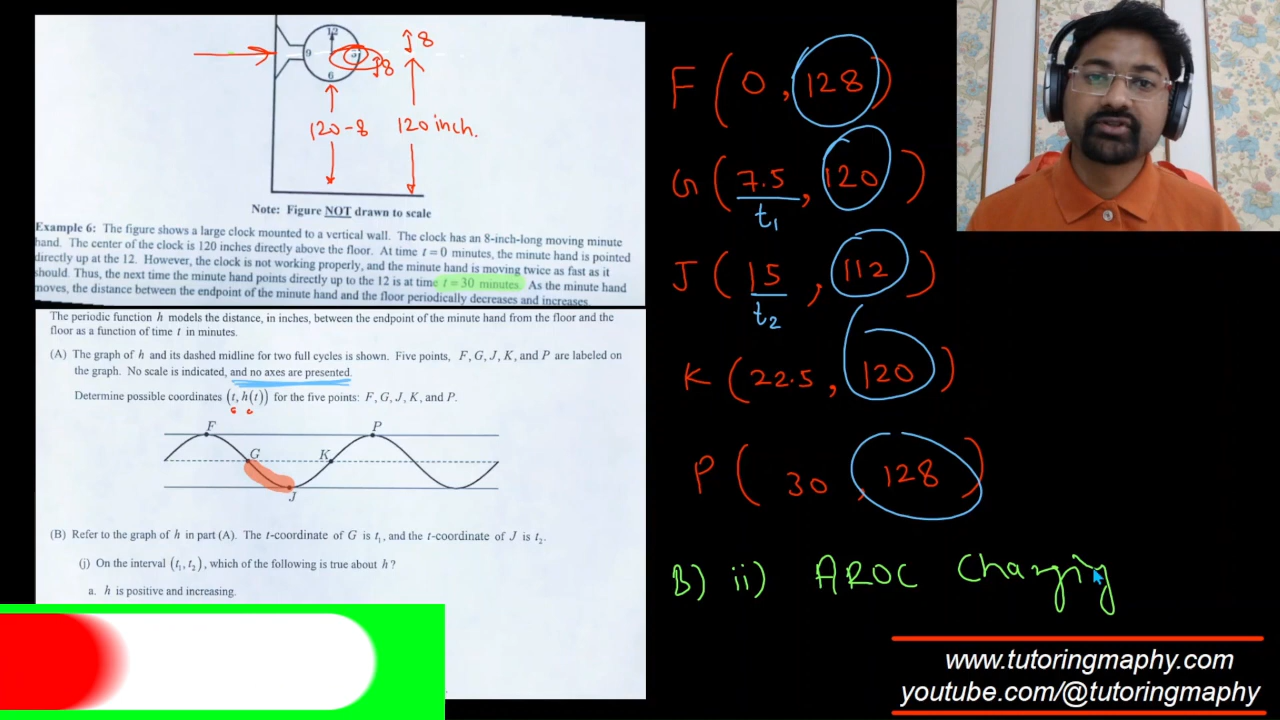 12
9
3
6
8
8
120-8
120 inch.
Note: Figure NOT drawn to scale
Example 6: The figure shows a large clock mounted to a vertical wall. The clock has an 8-inch-long moving minute
hand. The center of the clock is 120 inches directly above the floor. At time t = 0 minutes, the minute hand is pointed
directly up at the 12. However, the clock is not working properly, and the minute hand is moving twice as fast as it
should. Thus, the next time the minute hand points directly up to the 12 is at time t = 30 minutes. As the minute hand
moves, the distance between the endpoint of the minute hand and the floor periodically decreases and increases.
The periodic function h models the distance, in inches, between the endpoint of the minute hand from the floor and the
floor as a function of time t in minutes.
(A) The graph of h and its dashed midline for two full cycles is shown. Five points, F, G, J, K, and P are labeled on
the graph. No scale is indicated, and no axes are presented.
Determine possible coordinates (t, h(t)) for the five points: F, G, J, K, and P.
F
P
G
K
J
(B) Refer to the graph of h in part (A). The t-coordinate of G is t₁, and the t-coordinate of J is t₂.
(j) On the interval (t₁, t₂), which of the following is true about h?
a. h is positive and increasing.
F (0, 128)
G (7.5, 120)
t₁
J (15, 112)
t₂
K (22.5, 120)
P (30, 128)
B) ii) AROC Changing
www.tutoringmaphy.com
youtube.com/@tutoringmaphy